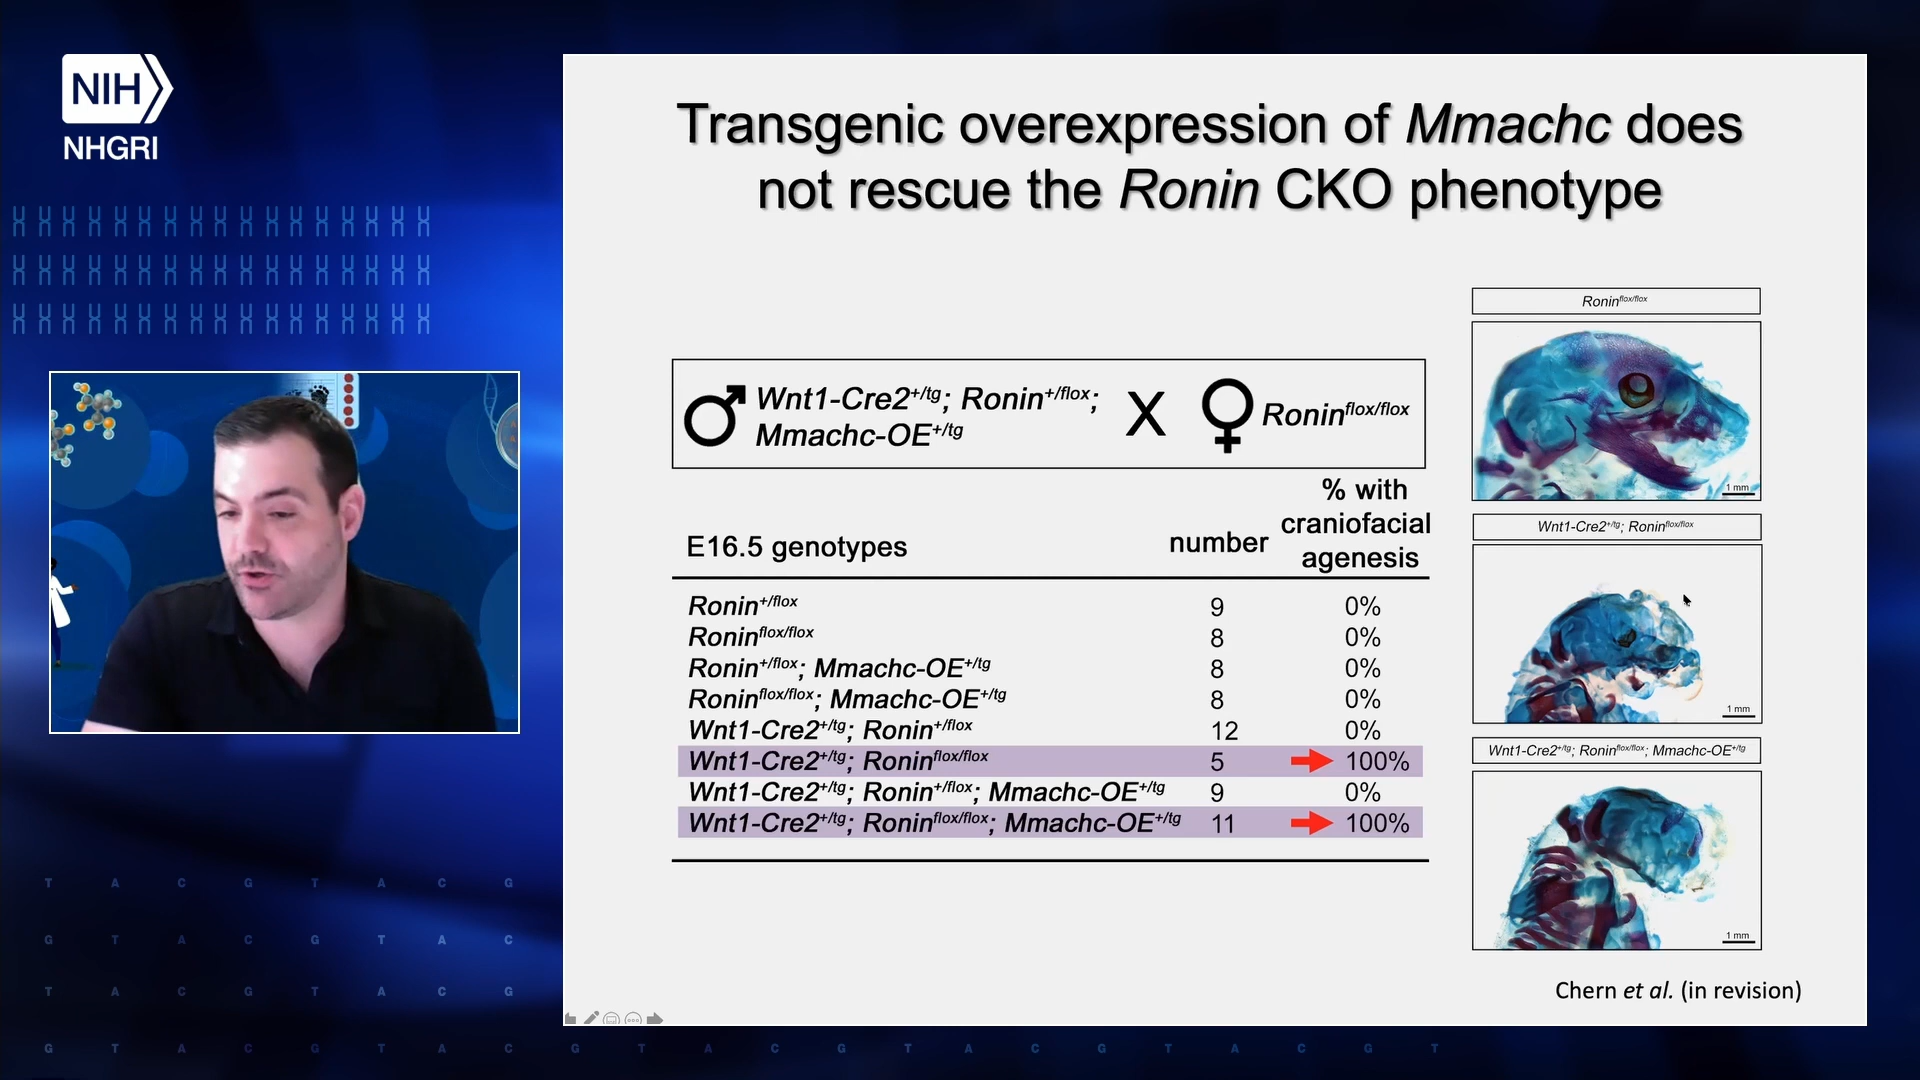 NIH
NHGRI
Transgenic overexpression of Mmachc does
not rescue the Ronin CKO phenotype
♂ Wnt1-Cre2+/tg; Ronin+/flox;
Mmachc-OE+/tg
X
♀ Roninflox/flox
E16.5 genotypes
number
% with
craniofacial
agenesis
Ronin+/flox 9 0%
Roninflox/flox 8 0%
Ronin+/flox; Mmachc-OE+/tg 8 0%
Roninflox/flox; Mmachc-OE+/tg 8 0%
Wnt1-Cre2+/tg; Ronin+/flox 12 0%
Wnt1-Cre2+/tg; Roninflox/flox 5 100%
Wnt1-Cre2+/tg; Ronin+/flox; Mmachc-OE+/tg 9 0%
Wnt1-Cre2+/tg; Roninflox/flox; Mmachc-OE+/tg 11 100%
Roninflox/flox
1 mm
Wnt1-Cre2+/tg; Roninflox/flox
1 mm
Wnt1-Cre2+/tg; Roninflox/flox; Mmachc-OE+/tg
1 mm
Chern et al. (in revision)
T A C G T A C G
G T A C G T A C
T A C G T A C G
G T A C G T A C G T A C G T A C G T A C G T